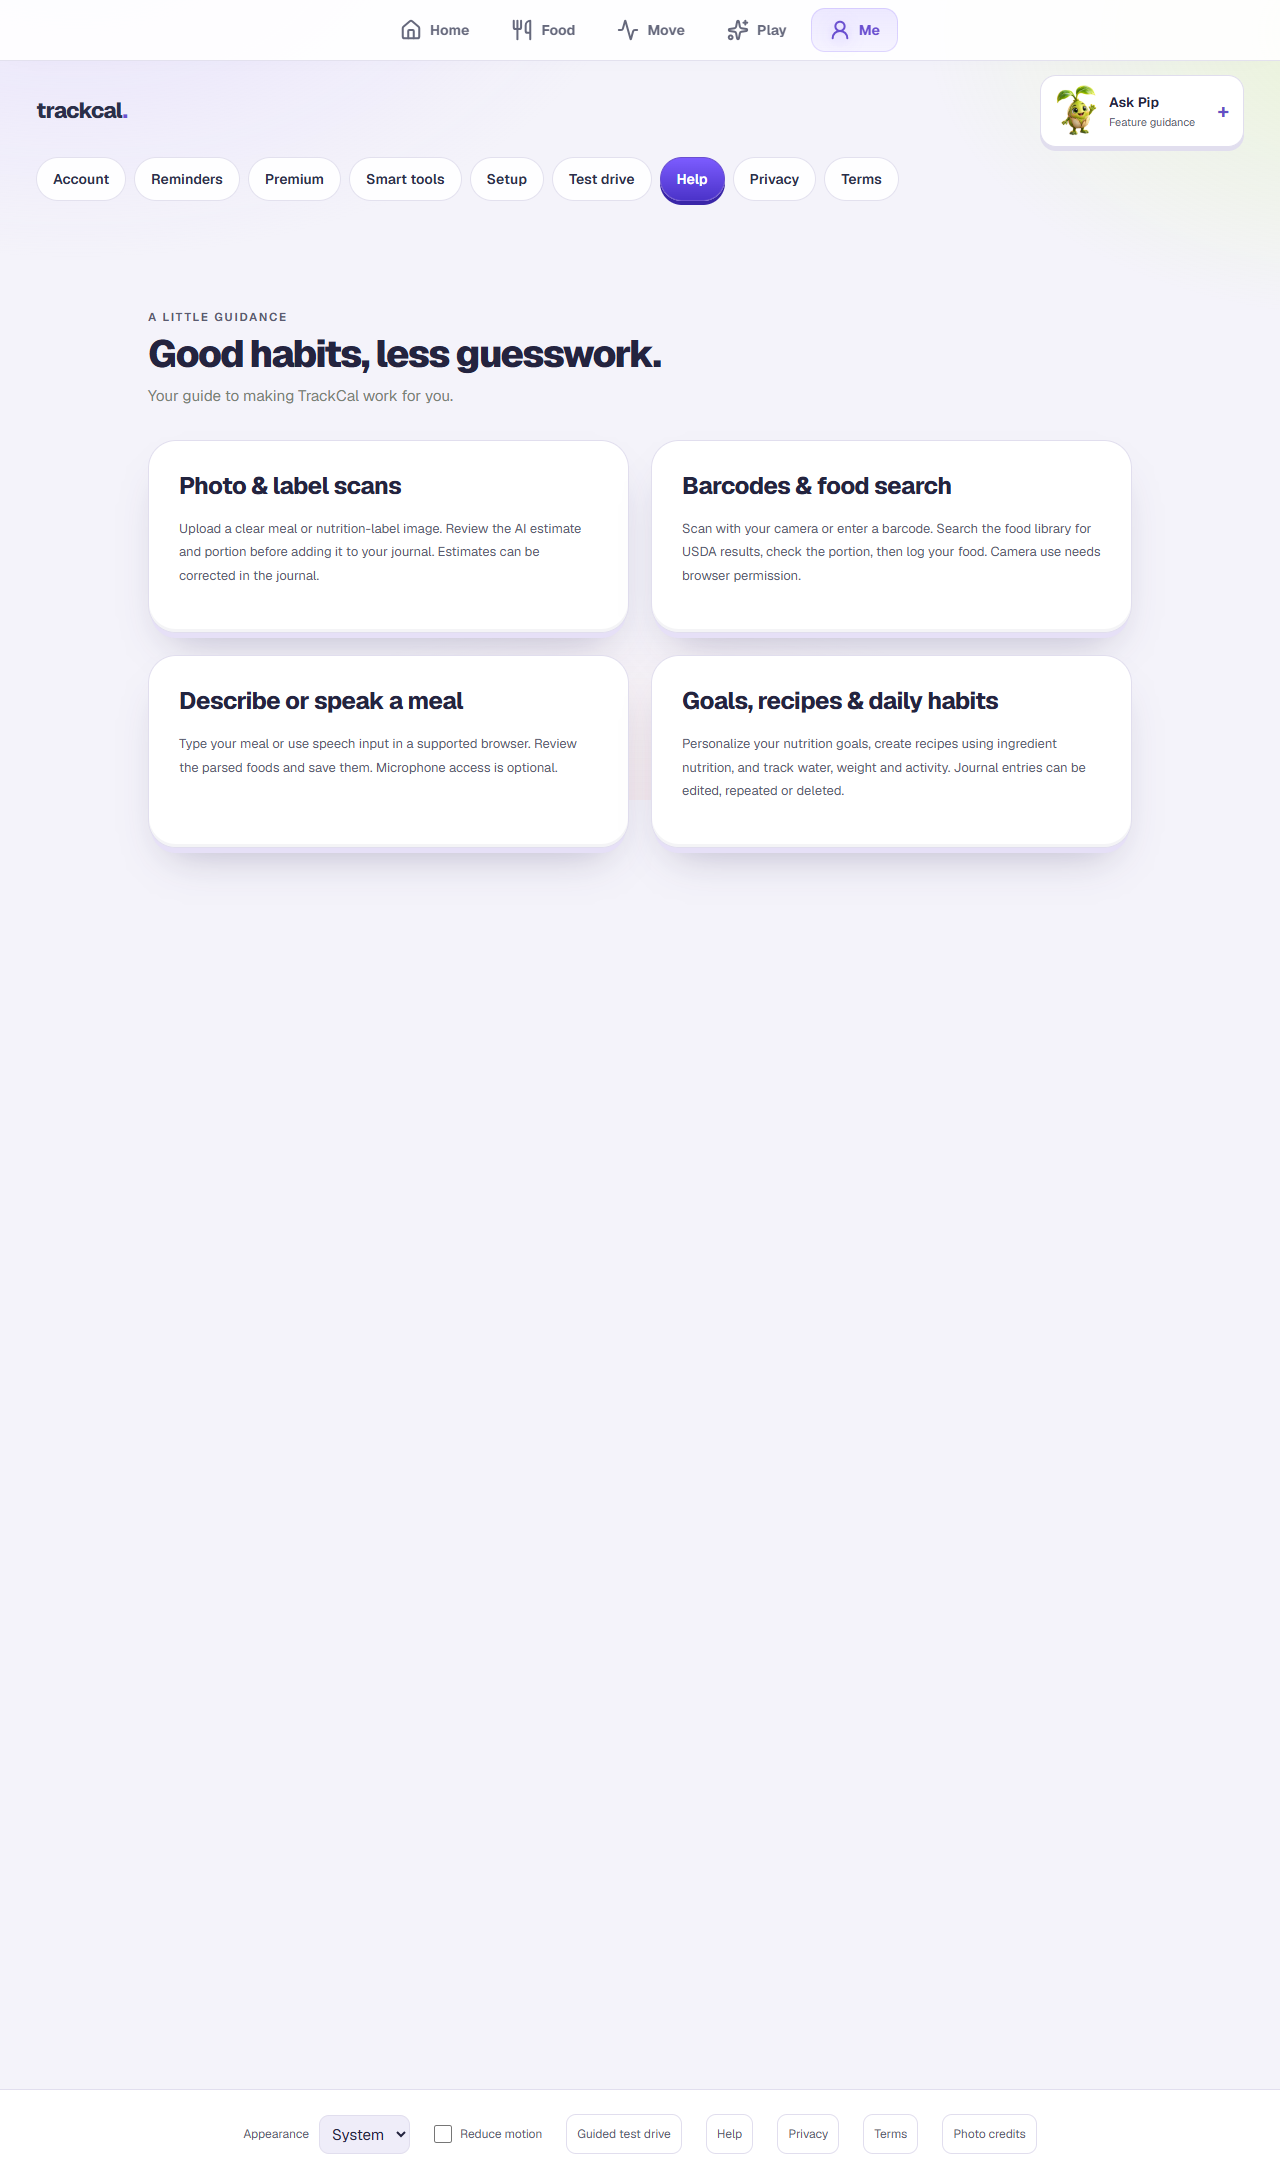 Home
Food
Move
Play
Me
trackcal.
Ask Pip
Feature guidance
+
Account
Reminders
Premium
Smart tools
Setup
Test drive
Help
Privacy
Terms
A LITTLE GUIDANCE
Good habits, less guesswork.
Your guide to making TrackCal work for you.
Photo & label scans
Upload a clear meal or nutrition-label image. Review the AI estimate
and portion before adding it to your journal. Estimates can be
corrected in the journal.
Barcodes & food search
Scan with your camera or enter a barcode. Search the food library for
USDA results, check the portion, then log your food. Camera use needs
browser permission.
Describe or speak a meal
Type your meal or use speech input in a supported browser. Review
the parsed foods and save them. Microphone access is optional.
Goals, recipes & daily habits
Personalize your nutrition goals, create recipes using ingredient
nutrition, and track water, weight and activity. Journal entries can be
edited, repeated or deleted.
Appearance
System
Reduce motion
Guided test drive
Help
Privacy
Terms
Photo credits